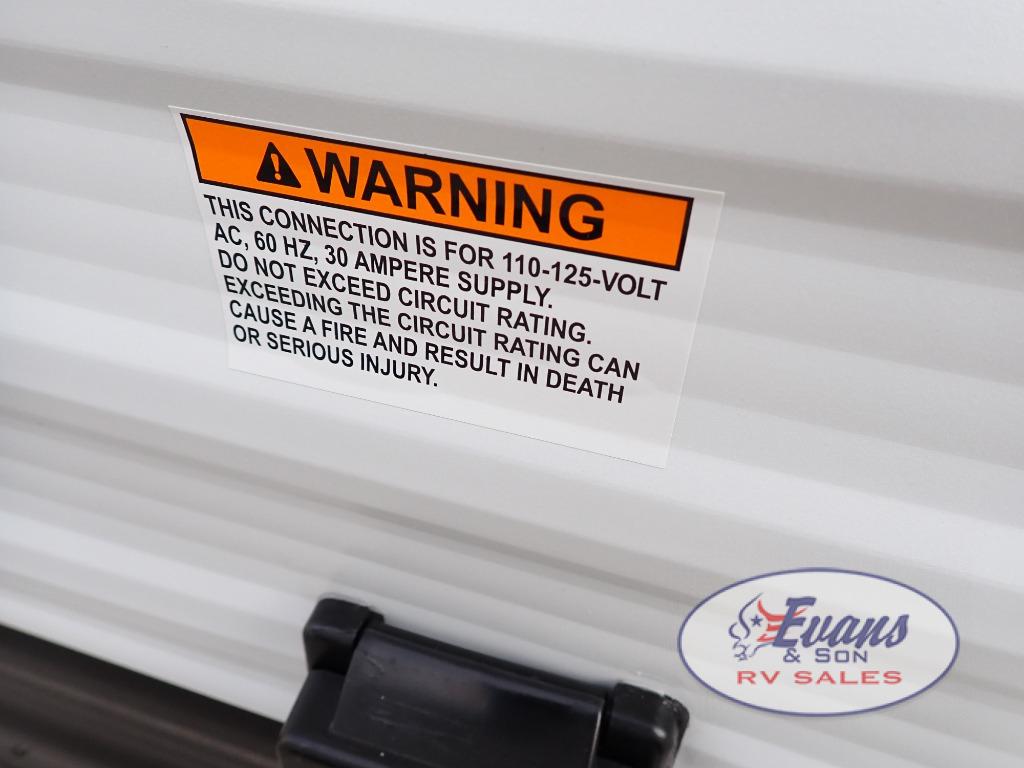 WARNING
THIS CONNECTION IS FOR 110-125-VOLT
AC, 60 HZ, 30 AMPERE SUPPLY.
DO NOT EXCEED CIRCUIT RATING.
EXCEEDING THE CIRCUIT RATING CAN
CAUSE A FIRE AND RESULT IN DEATH
OR SERIOUS INJURY.
Evans
& SON
RV SALES